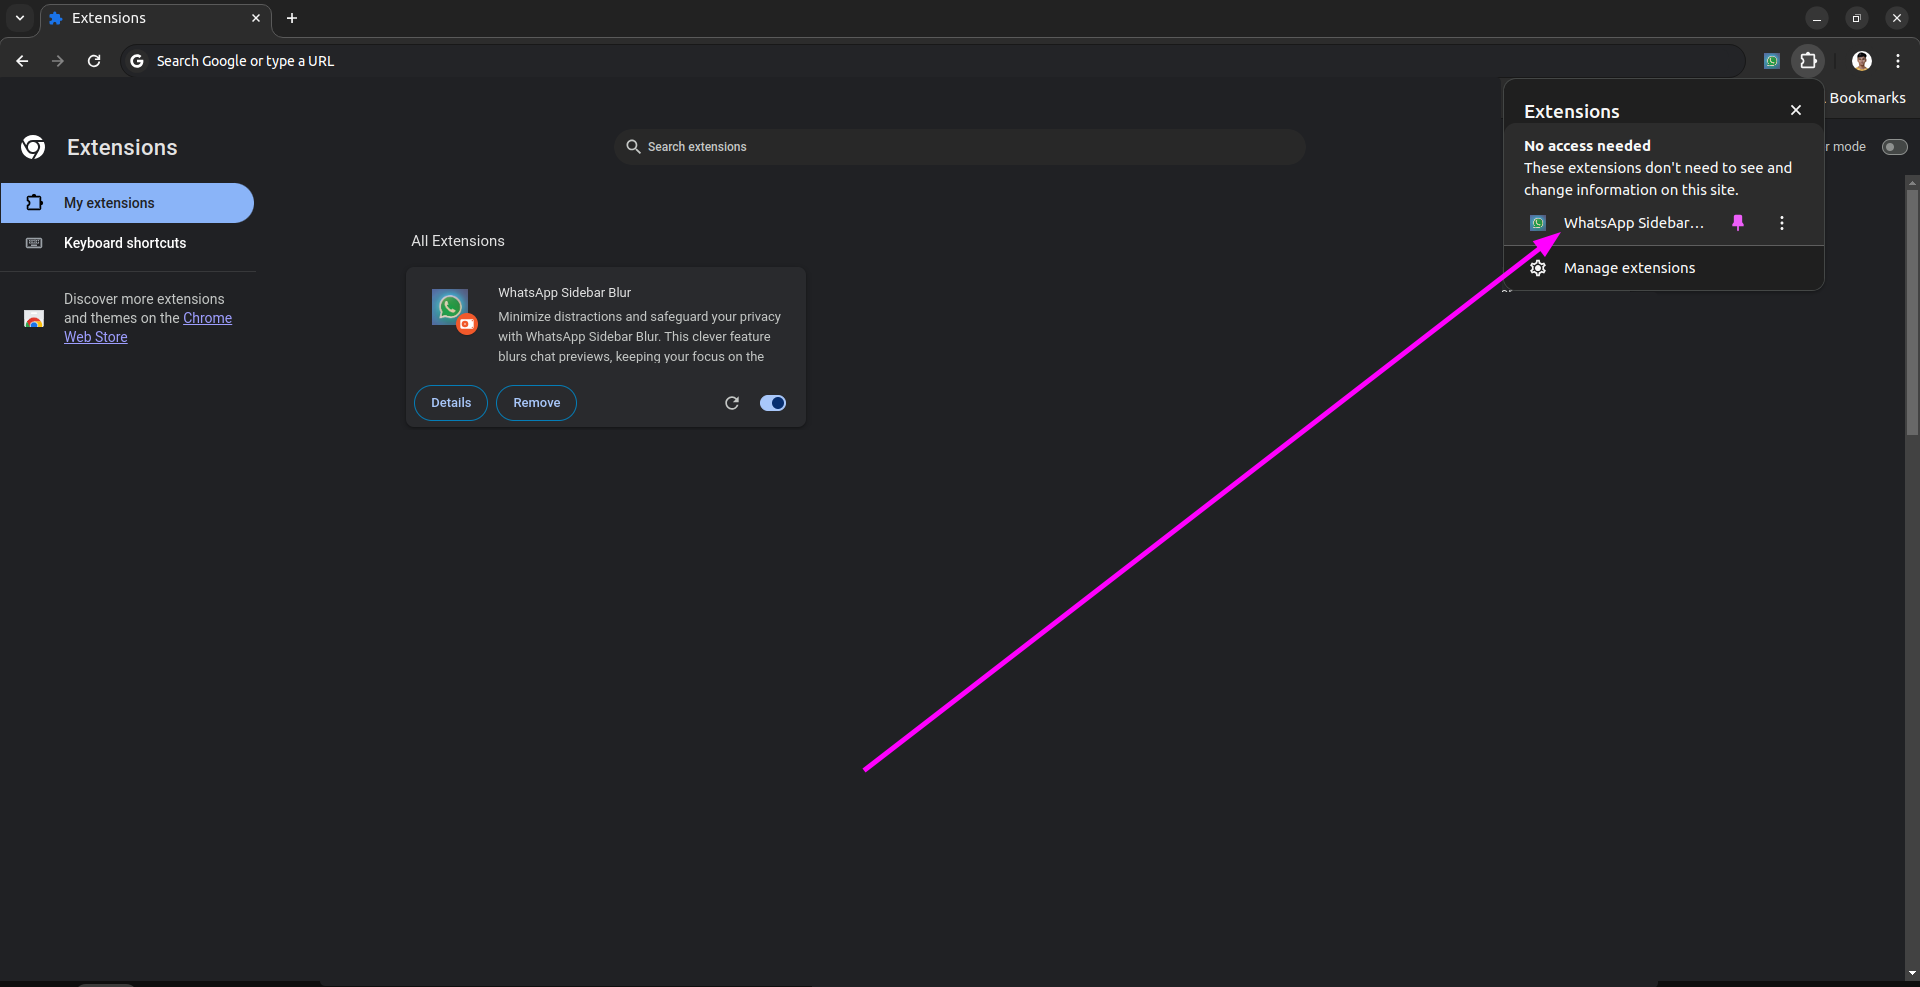 Extensions
Search Google or type a URL
Bookmarks
Extensions
No access needed
These extensions don't need to see and
change information on this site.
WhatsApp Sidebar...
Manage extensions
Extensions
Search extensions
r mode
My extensions
Keyboard shortcuts
Discover more extensions
and themes on the Chrome
Web Store
All Extensions
WhatsApp Sidebar Blur
Minimize distractions and safeguard your privacy
with WhatsApp Sidebar Blur. This clever feature
blurs chat previews, keeping your focus on the
Details
Remove